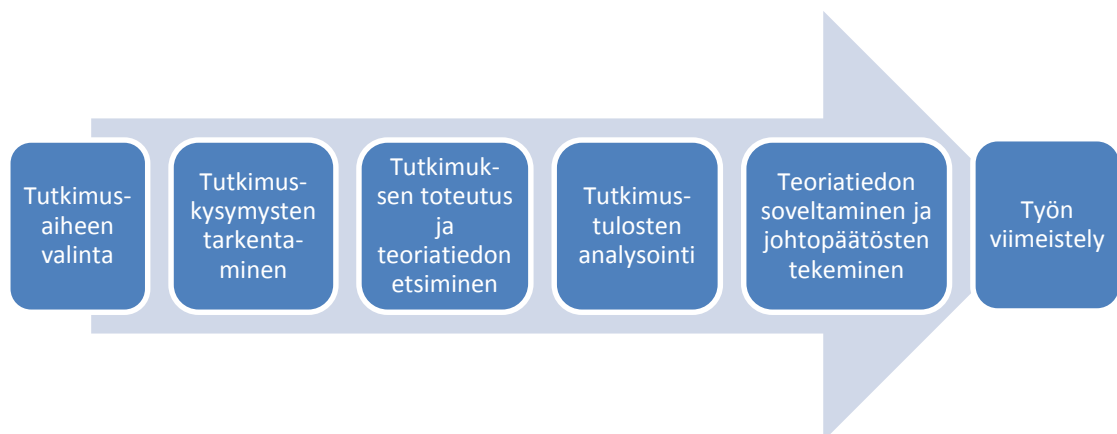 Tutkimus-
aiheen
valinta
Tutkimus-
kysymysten
tarkenta-
minen
Tutkimuk-
sen toteutus
ja
teoriatiedon
etsiminen
Tutkimus-
tulosten
analysointi
Teoriatiedon
soveltaminen ja
johtopäätösten
tekeminen
Työn
viimeistely